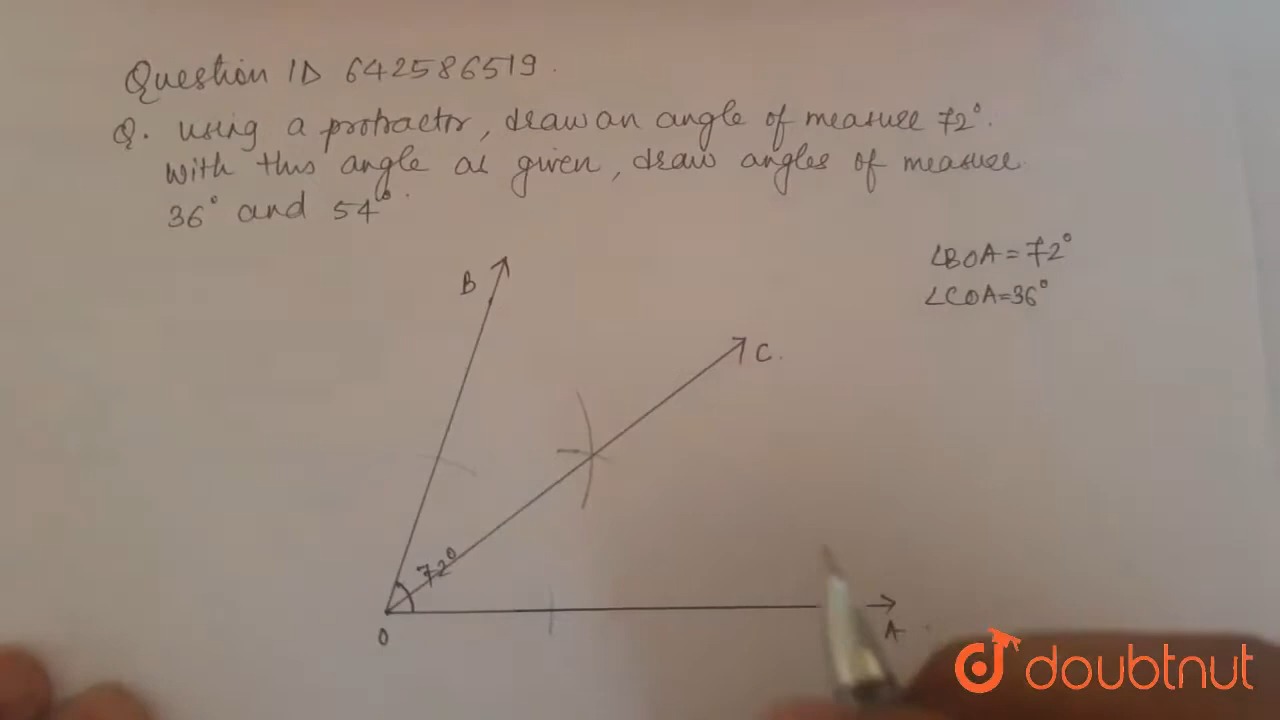 Question ID 642586519.
Q. using a protractor, draw an angle of measure 72°.
With this angle as given, draw angles of measure
36° and 54°.
∠BOA = 72°
∠COA = 36°
B
C.
72°
O
A
doubtnut